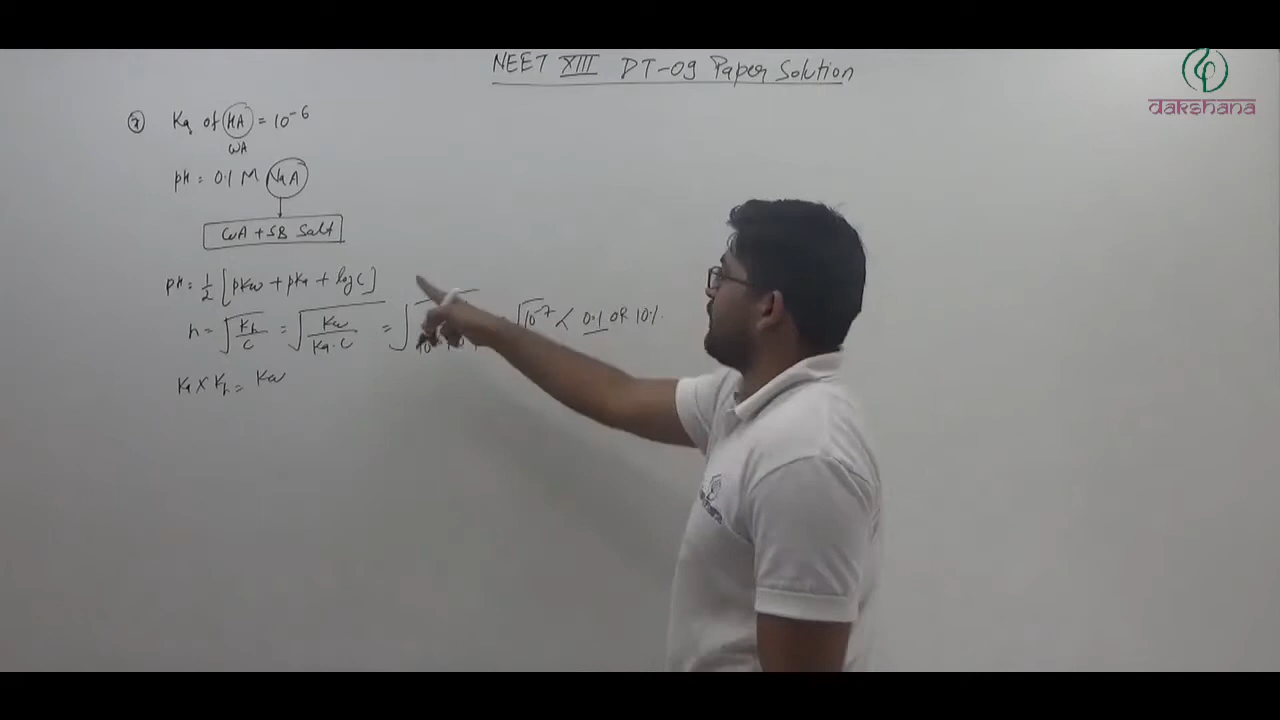 NEET XIII DT-09 Paper Solution
dakshana
Ka of HA = 10⁻⁶
WA
pH = 0.1 M NaA
WA + SB Salt
pH = 1/2 [pKw + pKa + log C]
h = √(Kh/C) = √(Kw/Ka.C) = √ √10⁻⁷ < 0.1 OR 10%.
Ka × Kh = Kw